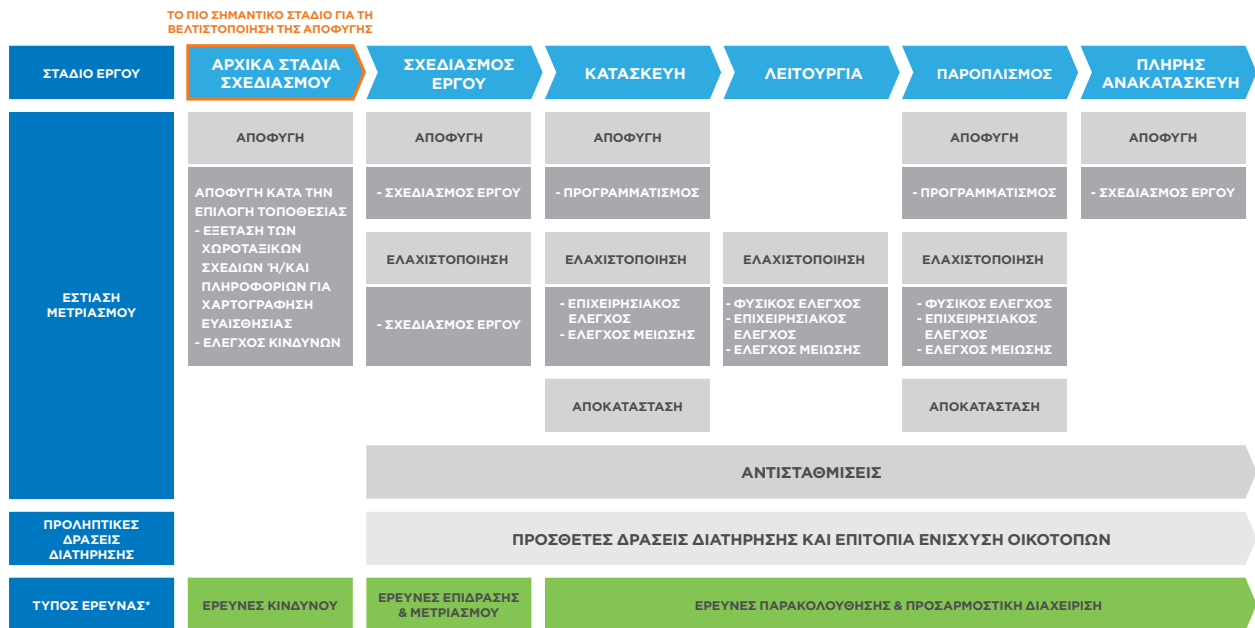 ΤΟ ΠΙΟ ΣΗΜΑΝΤΙΚΟ ΣΤΑΔΙΟ ΓΙΑ ΤΗ
ΒΕΛΤΙΣΤΟΠΟΙΗΣΗ ΤΗΣ ΑΠΟΦΥΓΗΣ
ΣΤΑΔΙΟ ΕΡΓΟΥ
ΑΡΧΙΚΑ ΣΤΑΔΙΑ
ΣΧΕΔΙΑΣΜΟΥ
ΣΧΕΔΙΑΣΜΟΣ
ΕΡΓΟΥ
ΚΑΤΑΣΚΕΥΗ
ΛΕΙΤΟΥΡΓΙΑ
ΠΑΡΟΠΛΙΣΜΟΣ
ΠΛΗΡΗΣ
ΑΝΑΚΑΤΑΣΚΕΥΗ
ΕΣΤΙΑΣΗ
ΜΕΤΡΙΑΣΜΟΥ
ΑΠΟΦΥΓΗ
ΑΠΟΦΥΓΗ ΚΑΤΑ ΤΗΝ
ΕΠΙΛΟΓΗ ΤΟΠΟΘΕΣΙΑΣ
- ΕΞΕΤΑΣΗ ΤΩΝ
ΧΩΡΟΤΑΞΙΚΩΝ
ΣΧΕΔΙΩΝ Ή/ΚΑΙ
ΠΛΗΡΟΦΟΡΙΩΝ ΓΙΑ
ΧΑΡΤΟΓΡΑΦΗΣΗ
ΕΥΑΙΣΘΗΣΙΑΣ
- ΕΛΕΓΧΟΣ ΚΙΝΔΥΝΩΝ
ΑΠΟΦΥΓΗ
- ΣΧΕΔΙΑΣΜΟΣ ΕΡΓΟΥ
ΕΛΑΧΙΣΤΟΠΟΙΗΣΗ
- ΣΧΕΔΙΑΣΜΟΣ ΕΡΓΟΥ
ΑΠΟΦΥΓΗ
- ΠΡΟΓΡΑΜΜΑΤΙΣΜΟΣ
ΕΛΑΧΙΣΤΟΠΟΙΗΣΗ
- ΕΠΙΧΕΙΡΗΣΙΑΚΟΣ
ΕΛΕΓΧΟΣ
- ΕΛΕΓΧΟΣ ΜΕΙΩΣΗΣ
ΑΠΟΚΑΤΑΣΤΑΣΗ
ΕΛΑΧΙΣΤΟΠΟΙΗΣΗ
- ΦΥΣΙΚΟΣ ΕΛΕΓΧΟΣ
- ΕΠΙΧΕΙΡΗΣΙΑΚΟΣ
ΕΛΕΓΧΟΣ
- ΕΛΕΓΧΟΣ ΜΕΙΩΣΗΣ
ΑΠΟΦΥΓΗ
- ΠΡΟΓΡΑΜΜΑΤΙΣΜΟΣ
ΕΛΑΧΙΣΤΟΠΟΙΗΣΗ
- ΦΥΣΙΚΟΣ ΕΛΕΓΧΟΣ
- ΕΠΙΧΕΙΡΗΣΙΑΚΟΣ
ΕΛΕΓΧΟΣ
- ΕΛΕΓΧΟΣ ΜΕΙΩΣΗΣ
ΑΠΟΚΑΤΑΣΤΑΣΗ
ΑΠΟΦΥΓΗ
- ΣΧΕΔΙΑΣΜΟΣ ΕΡΓΟΥ
ΑΝΤΙΣΤΑΘΜΙΣΕΙΣ
ΠΡΟΛΗΠΤΙΚΕΣ
ΔΡΑΣΕΙΣ
ΔΙΑΤΗΡΗΣΗΣ
ΠΡΟΣΘΕΤΕΣ ΔΡΑΣΕΙΣ ΔΙΑΤΗΡΗΣΗΣ ΚΑΙ ΕΠΙΤΟΠΙΑ ΕΝΙΣΧΥΣΗ ΟΙΚΟΤΟΠΩΝ
ΤΥΠΟΣ ΕΡΕΥΝΑΣ*
ΕΡΕΥΝΕΣ ΚΙΝΔΥΝΟΥ
ΕΡΕΥΝΕΣ ΕΠΙΔΡΑΣΗΣ
& ΜΕΤΡΙΑΣΜΟΥ
ΕΡΕΥΝΕΣ ΠΑΡΑΚΟΛΟΥΘΗΣΗΣ & ΠΡΟΣΑΡΜΟΣΤΙΚΗ ΔΙΑΧΕΙΡΙΣΗ